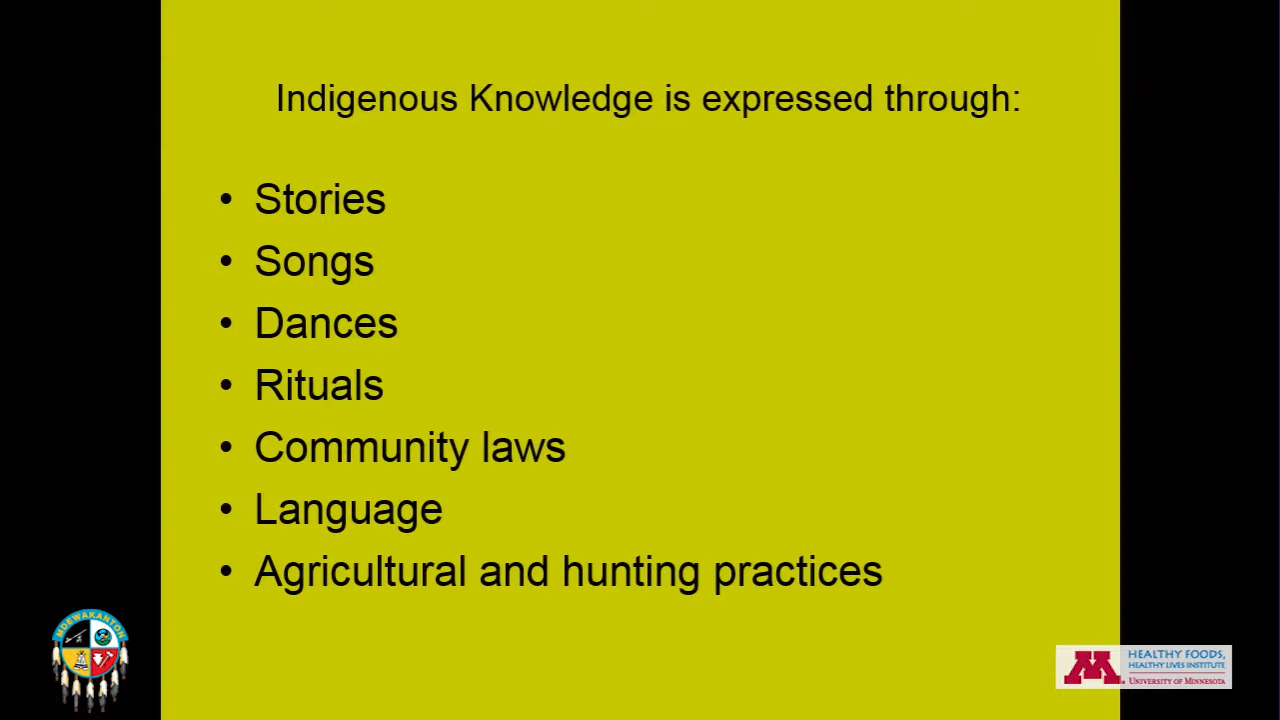 Indigenous Knowledge is expressed through:
• Stories
• Songs
• Dances
• Rituals
• Community laws
• Language
• Agricultural and hunting practices
MDEWAKANTON
M.
HEALTHY FOODS,
HEALTHY LIVES INSTITUTE
UNIVERSITY OF MINNESOTA